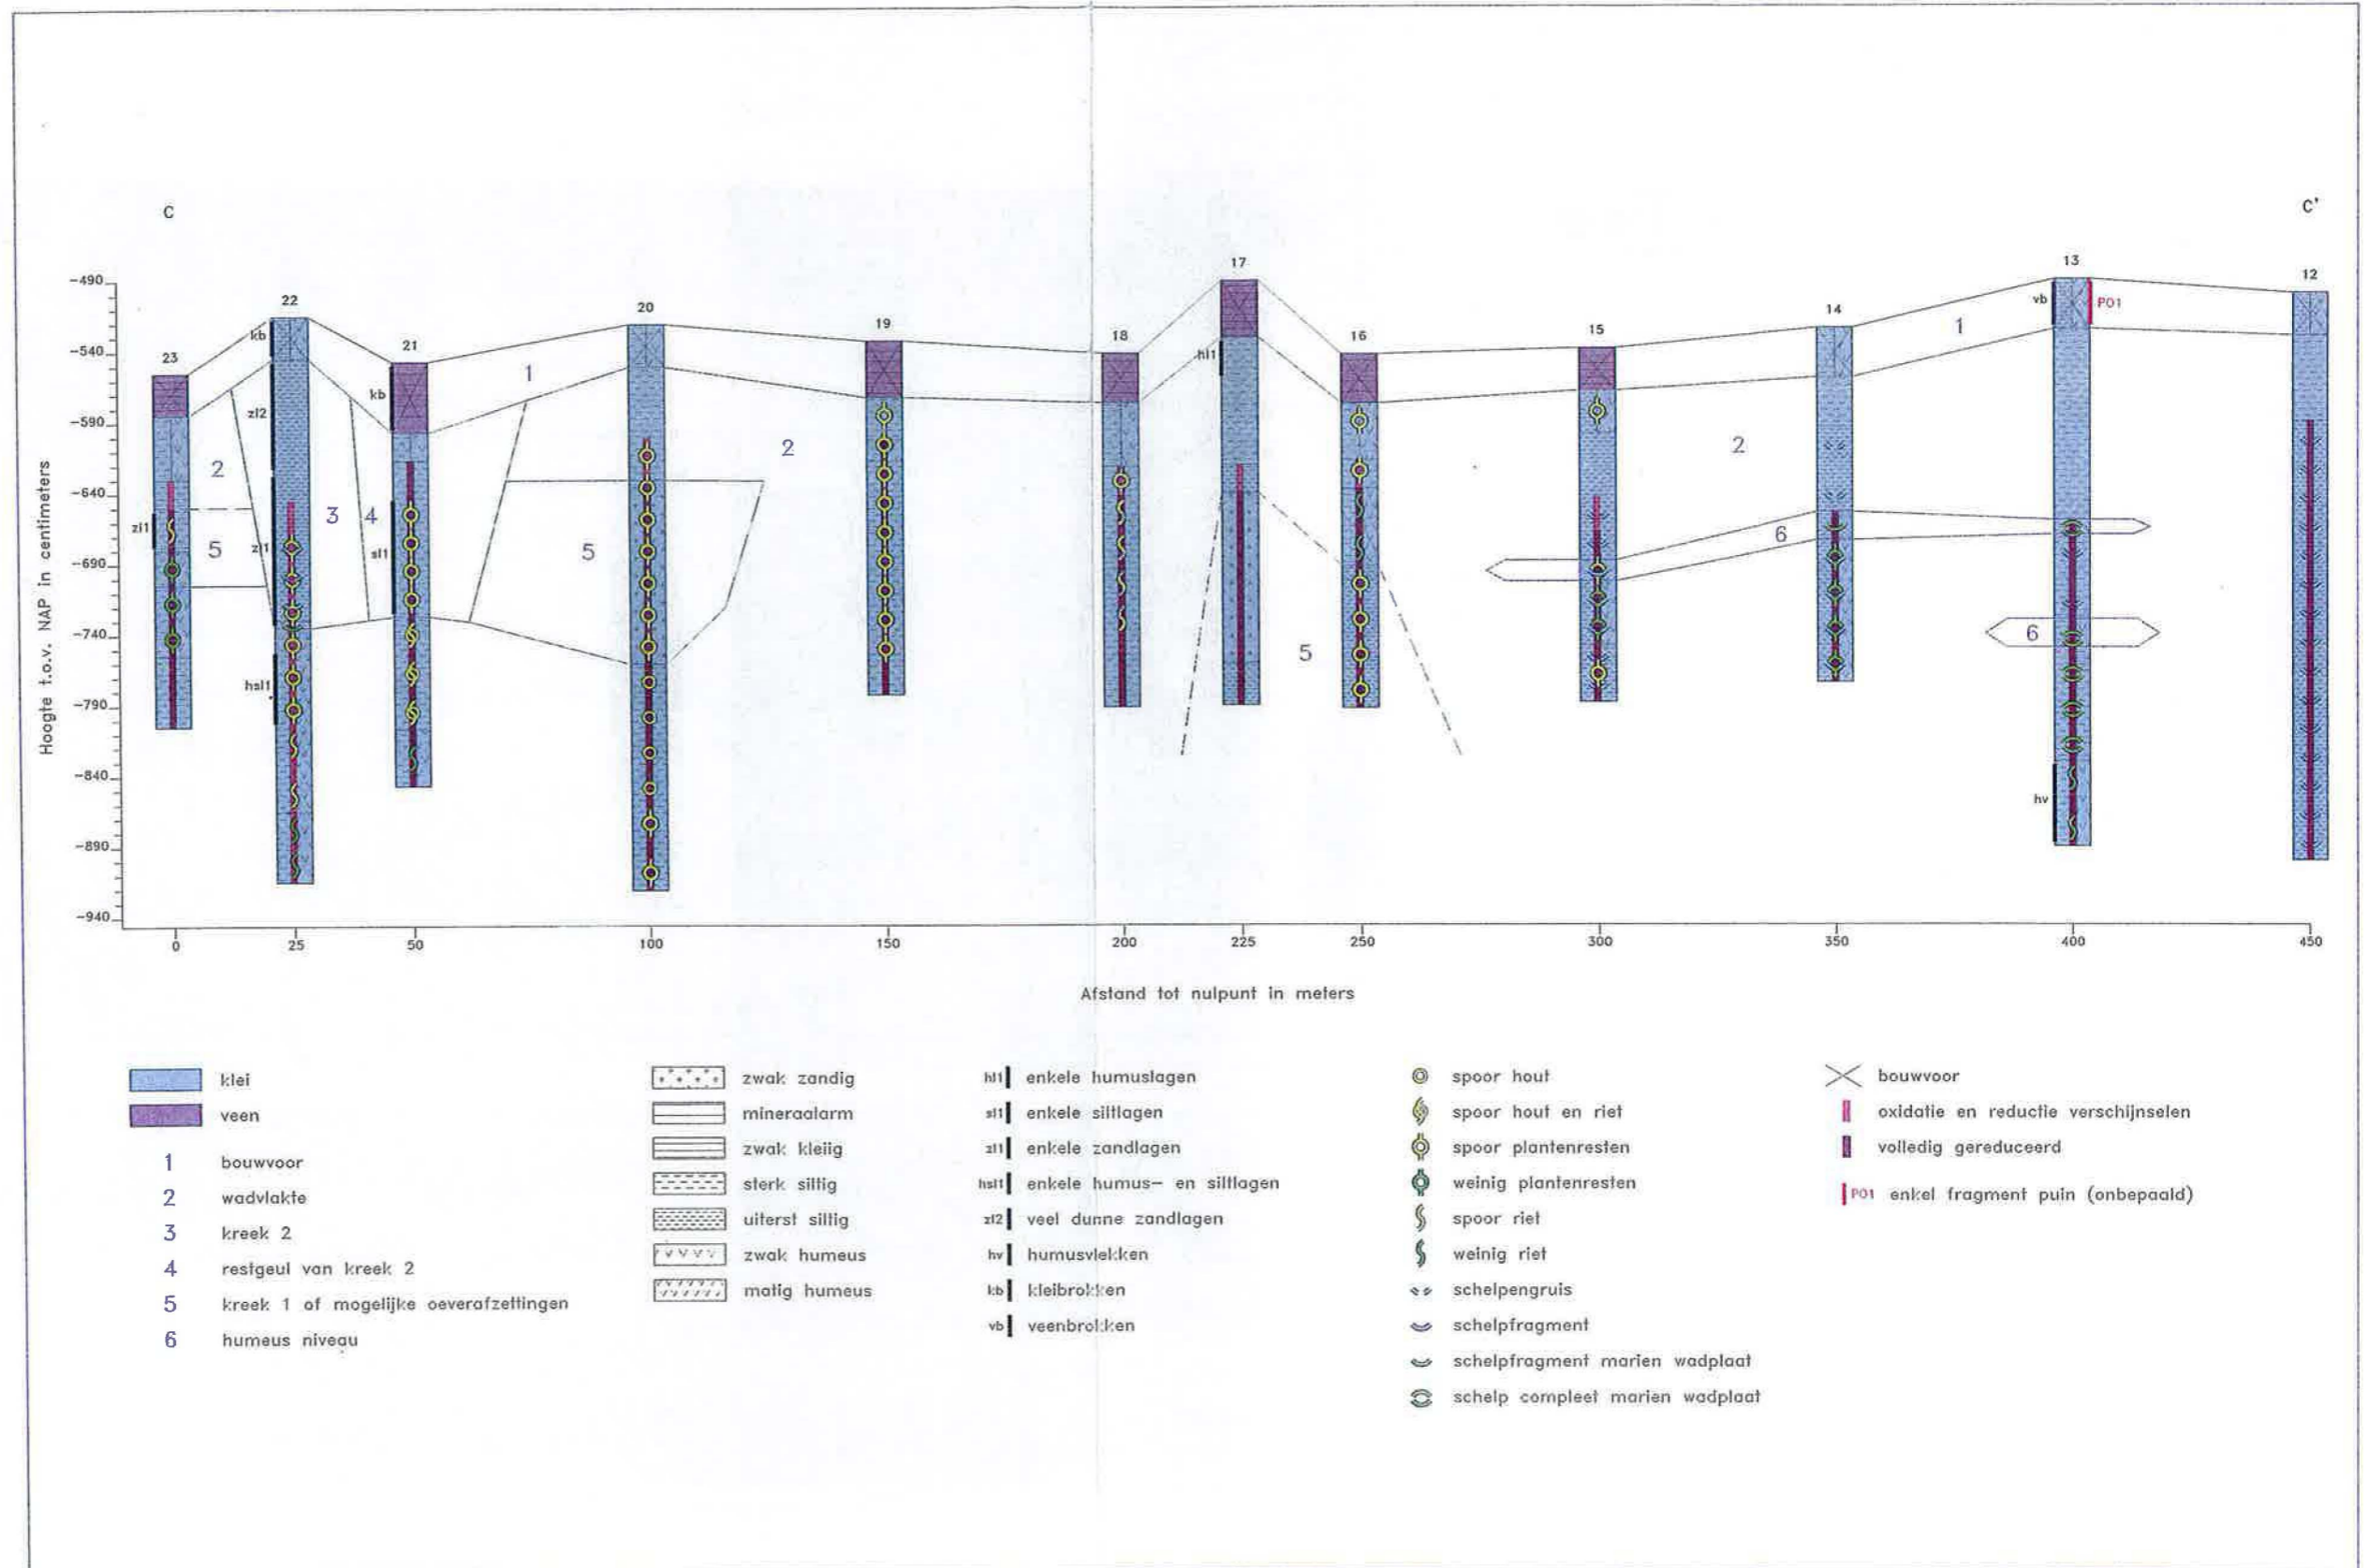 C
C'
23
22
21
20
19
18
17
16
15
14
13
12
Hoogte t.o.v. NAP in centimeters
-490
-540
-590
-640
-690
-740
-790
-840
-890
-940
kb
zl2
zl1
zl1
hsl1
kb
sl1
hl1
vb
PO1
hv
1
2
5
3
4
5
2
5
2
6
1
6
0
25
50
100
150
200
225
250
300
350
400
450
Afstand tot nulpunt in meters
klei
veen
1 bouwvoor
2 wadvlakte
3 kreek 2
4 restgeul van kreek 2
5 kreek 1 of mogelijke oeverafzettingen
6 humeus niveau
zwak zandig
mineraalarm
zwak kleiig
sterk siltig
uiterst siltig
zwak humeus
matig humeus
hl1 enkele humuslagen
sl1 enkele siltlagen
zl1 enkele zandlagen
hsl1 enkele humus- en siltlagen
zl2 veel dunne zandlagen
hv humusvlekken
kb kleibrokken
vb veenbrokken
spoor hout
spoor hout en riet
spoor plantenresten
weinig plantenresten
spoor riet
weinig riet
schelpengruis
schelpfragment
schelpfragment marien wadplaat
schelp compleet marien wadplaat
bouwvoor
oxidatie en reductie verschijnselen
volledig gereduceerd
PO1 enkel fragment puin (onbepaald)